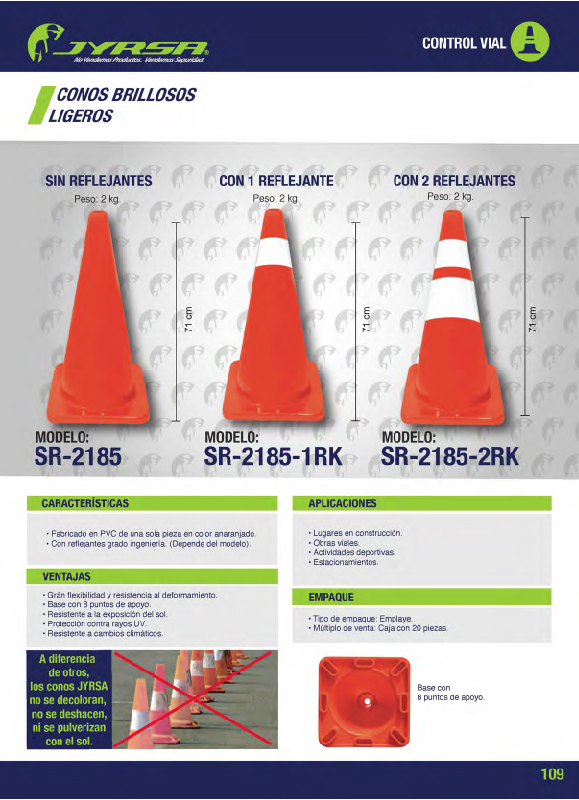 JYRSA®
No Vendemos Productos, Vendemos Seguridad.
CONTROL VIAL
CONOS BRILLOSOS
LIGEROS
SIN REFLEJANTES
Peso: 2 kg.
71 cm
MODELO:
SR-2185
CON 1 REFLEJANTE
Peso: 2 kg.
71 cm
MODELO:
SR-2185-1RK
CON 2 REFLEJANTES
Peso: 2 kg.
71 cm
MODELO:
SR-2185-2RK
CARACTERÍSTICAS
• Fabricado en PVC de una sola pieza en color anaranjado.
• Con reflejantes grado ingeniería. (Depende del modelo).
VENTAJAS
• Gran flexibilidad y resistencia al deformamiento.
• Base con 8 puntos de apoyo.
• Resistente a la exposición del sol.
• Protección contra rayos UV.
• Resistente a cambios climáticos.
APLICACIONES
• Lugares en construcción.
• Obras viales.
• Actividades deportivas.
• Estacionamientos.
EMPAQUE
• Tipo de empaque: Emplaye.
• Múltiplo de venta: Caja con 20 piezas.
A diferencia
de otros,
los conos JYRSA
no se decoloran,
no se deshacen,
ni se pulverizan
con el sol.
Base con
8 puntos de apoyo.
109